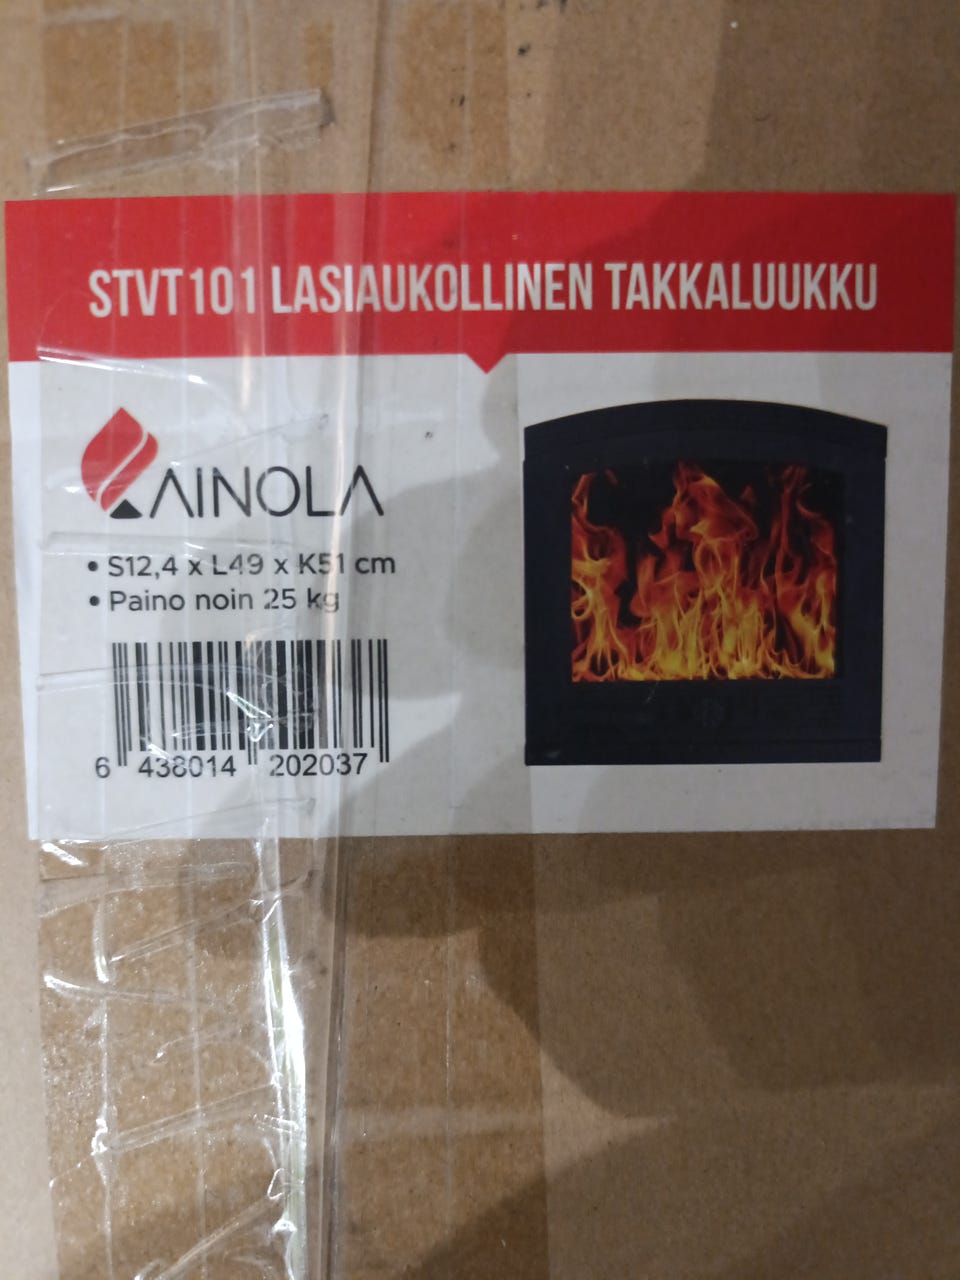 STVT101 LASIAUKOLLINEN TAKKALUUKKU
AINOLA
• S12,4 x L49 x K51 cm
• Paino noin 25 kg
6 438014 202037